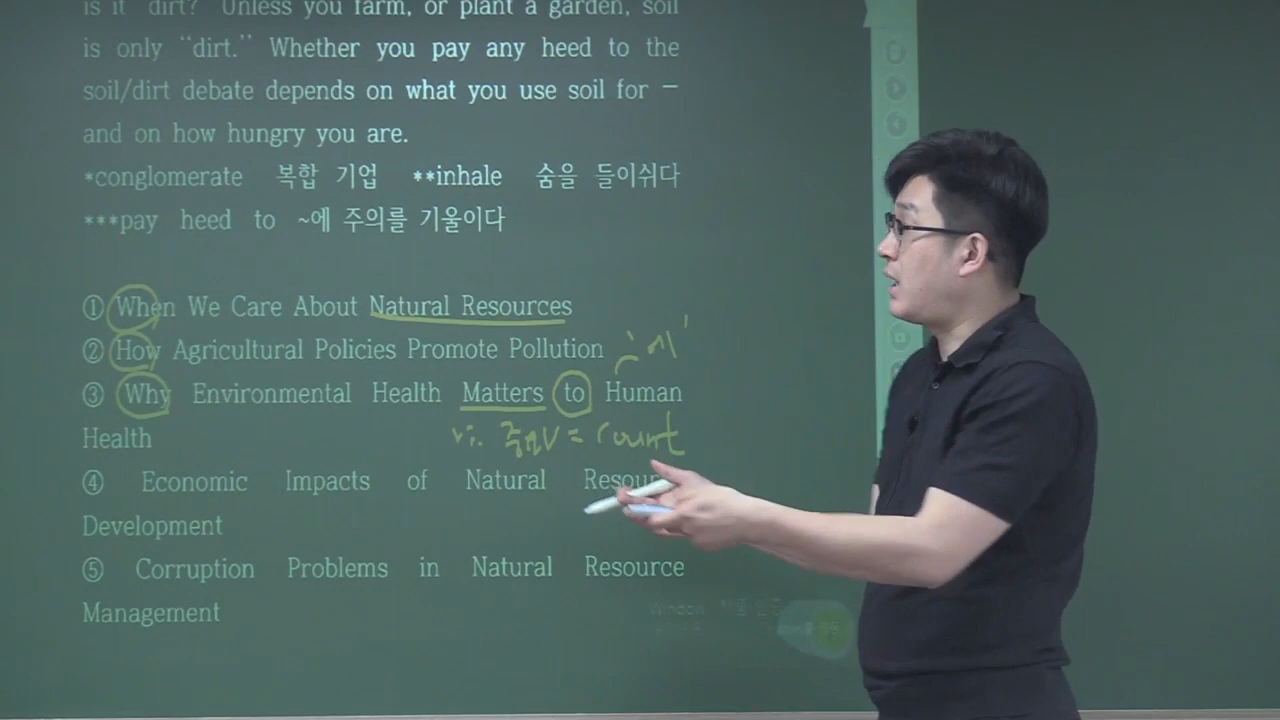 is it "dirt?" Unless you farm, or plant a garden, soil
is only "dirt." Whether you pay any heed to the
soil/dirt debate depends on what you use soil for —
and on how hungry you are.
*conglomerate 복합 기업 **inhale 숨을 들이쉬다
***pay heed to ~에 주의를 기울이다
① When We Care About Natural Resources
② How Agricultural Policies Promote Pollution
③ Why Environmental Health Matters to Human
Health
vi. 중요 = count
④ Economic Impacts of Natural
Development
⑤ Corruption Problems in Natural Resource
Management
Window